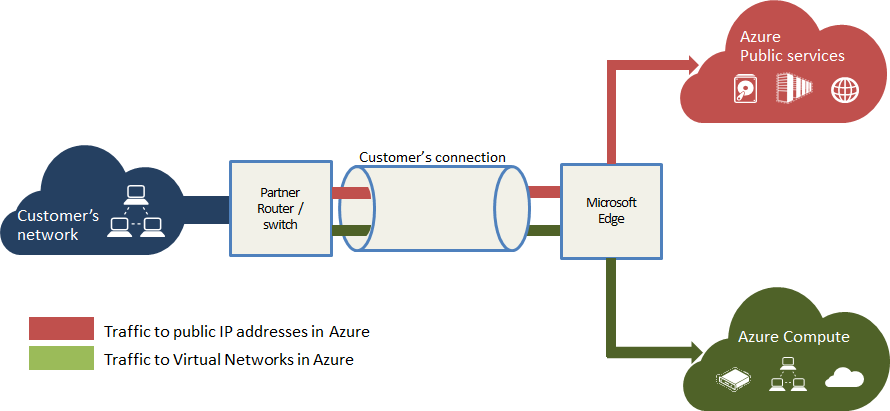 Azure
Public services
Customer's connection
Customer's
network
Partner
Router /
switch
Microsoft
Edge
Traffic to public IP addresses in Azure
Traffic to Virtual Networks in Azure
Azure Compute